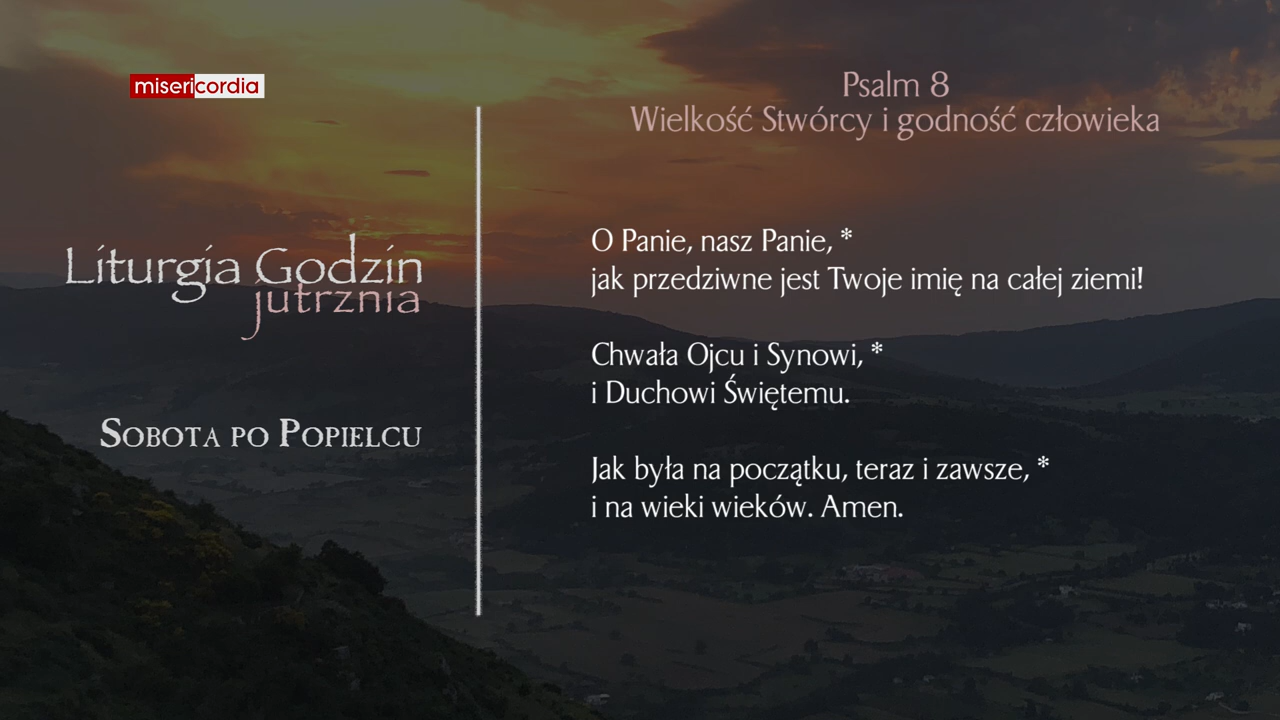 misericordia
Liturgia Godzin
jutrznia
Sobota po Popielcu
Psalm 8
Wielkość Stwórcy i godność człowieka
O Panie, nasz Panie, *
jak przedziwne jest Twoje imię na całej ziemi!
Chwała Ojcu i Synowi, *
i Duchowi Świętemu.
Jak była na początku, teraz i zawsze, *
i na wieki wieków. Amen.